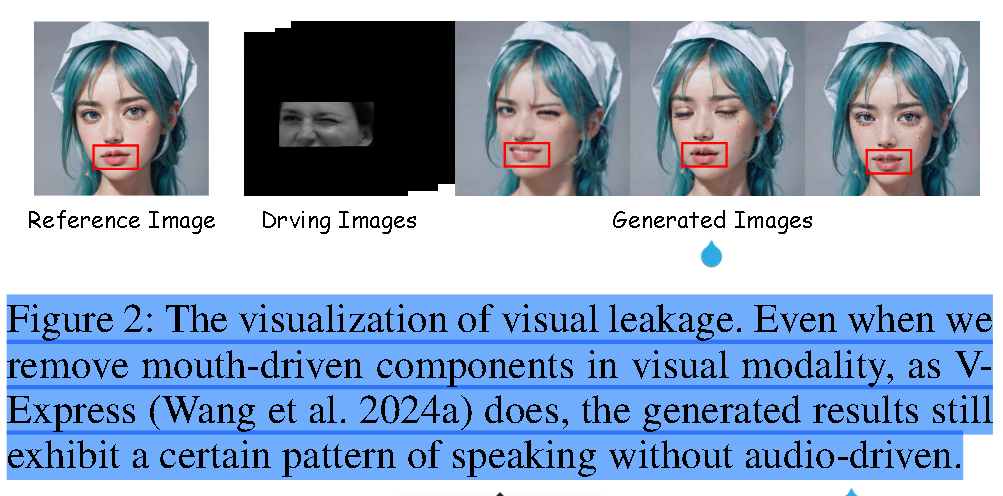 Reference Image
Drving Images
Generated Images
Figure 2: The visualization of visual leakage. Even when we
remove mouth-driven components in visual modality, as V-
Express (Wang et al. 2024a) does, the generated results still
exhibit a certain pattern of speaking without audio-driven.